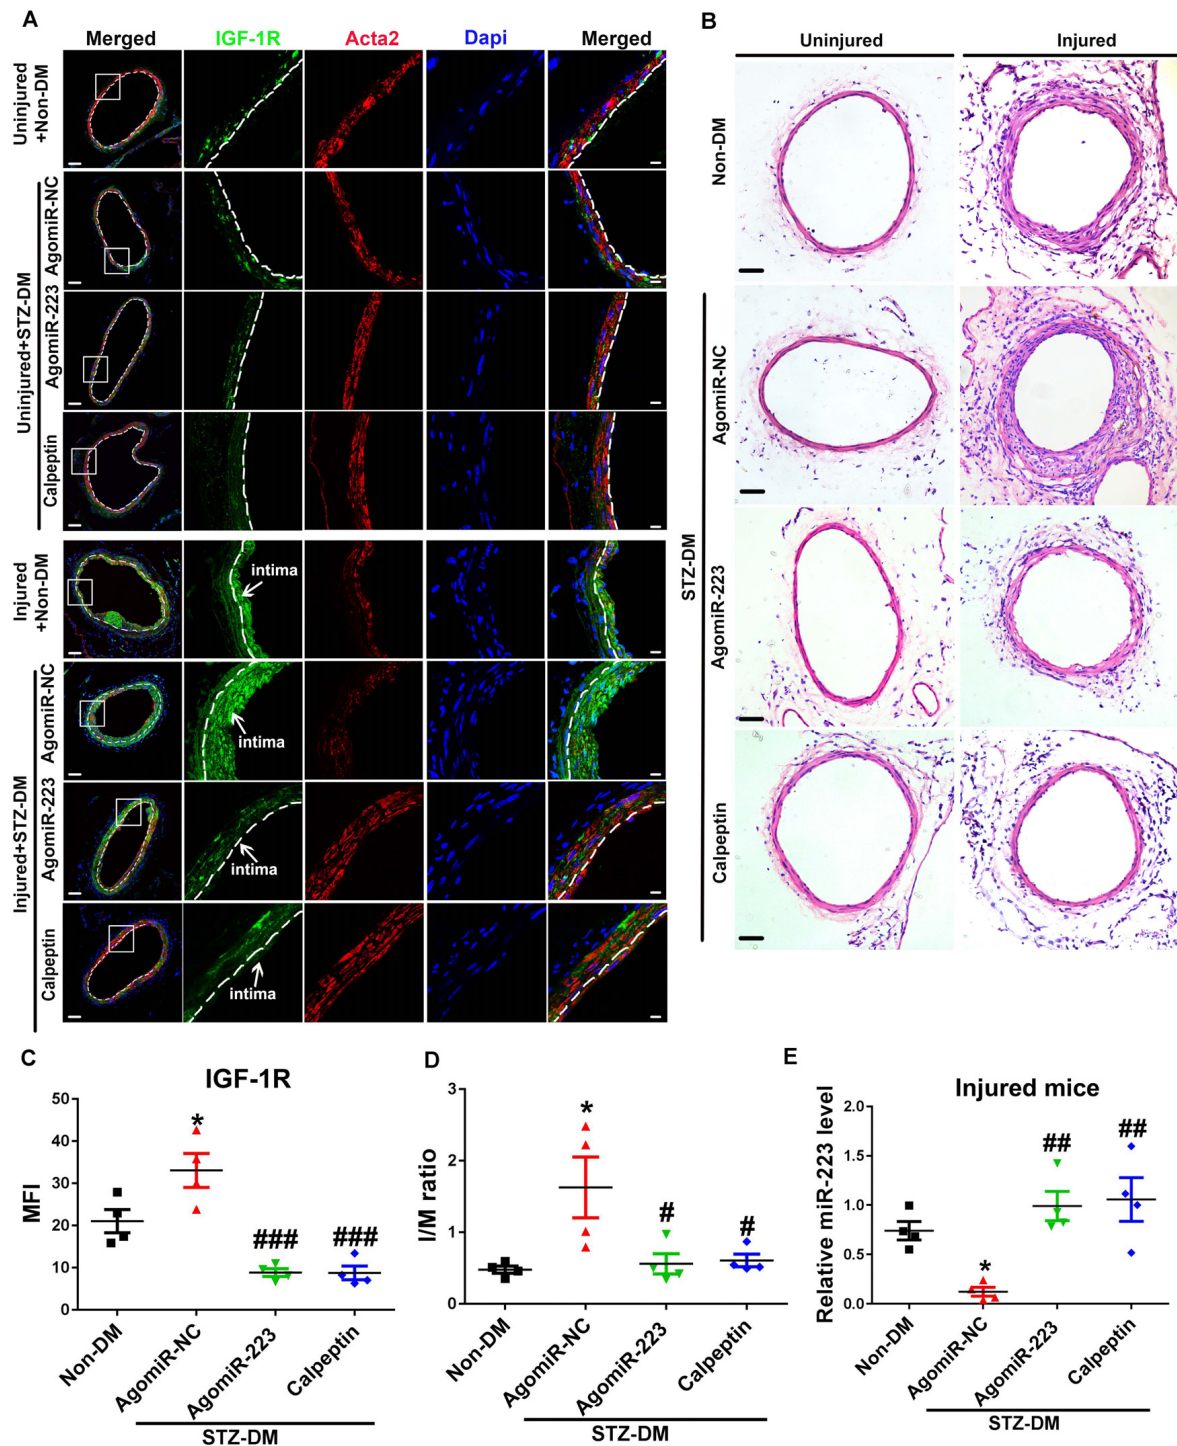 A
Merged IGF-1R Acta2 Dapi Merged
Uninjured
+Non-DM
Uninjured+STZ-DM
AgomiR-NC
AgomiR-223
Calpeptin
Injured
+Non-DM
intima
Injured+STZ-DM
AgomiR-NC
intima
AgomiR-223
intima
Calpeptin
intima
B
Uninjured Injured
Non-DM
STZ-DM
AgomiR-NC
AgomiR-223
Calpeptin
C
IGF-1R
MFI
50
40
30
20
10
0
*
###
###
Non-DM
AgomiR-NC
AgomiR-223
Calpeptin
STZ-DM
D
I/M ratio
3
2
1
0
*
#
#
Non-DM
AgomiR-NC
AgomiR-223
Calpeptin
STZ-DM
E
Injured mice
Relative miR-223 level
2.0
1.5
1.0
0.5
0.0
*
##
##
Non-DM
AgomiR-NC
AgomiR-223
Calpeptin
STZ-DM